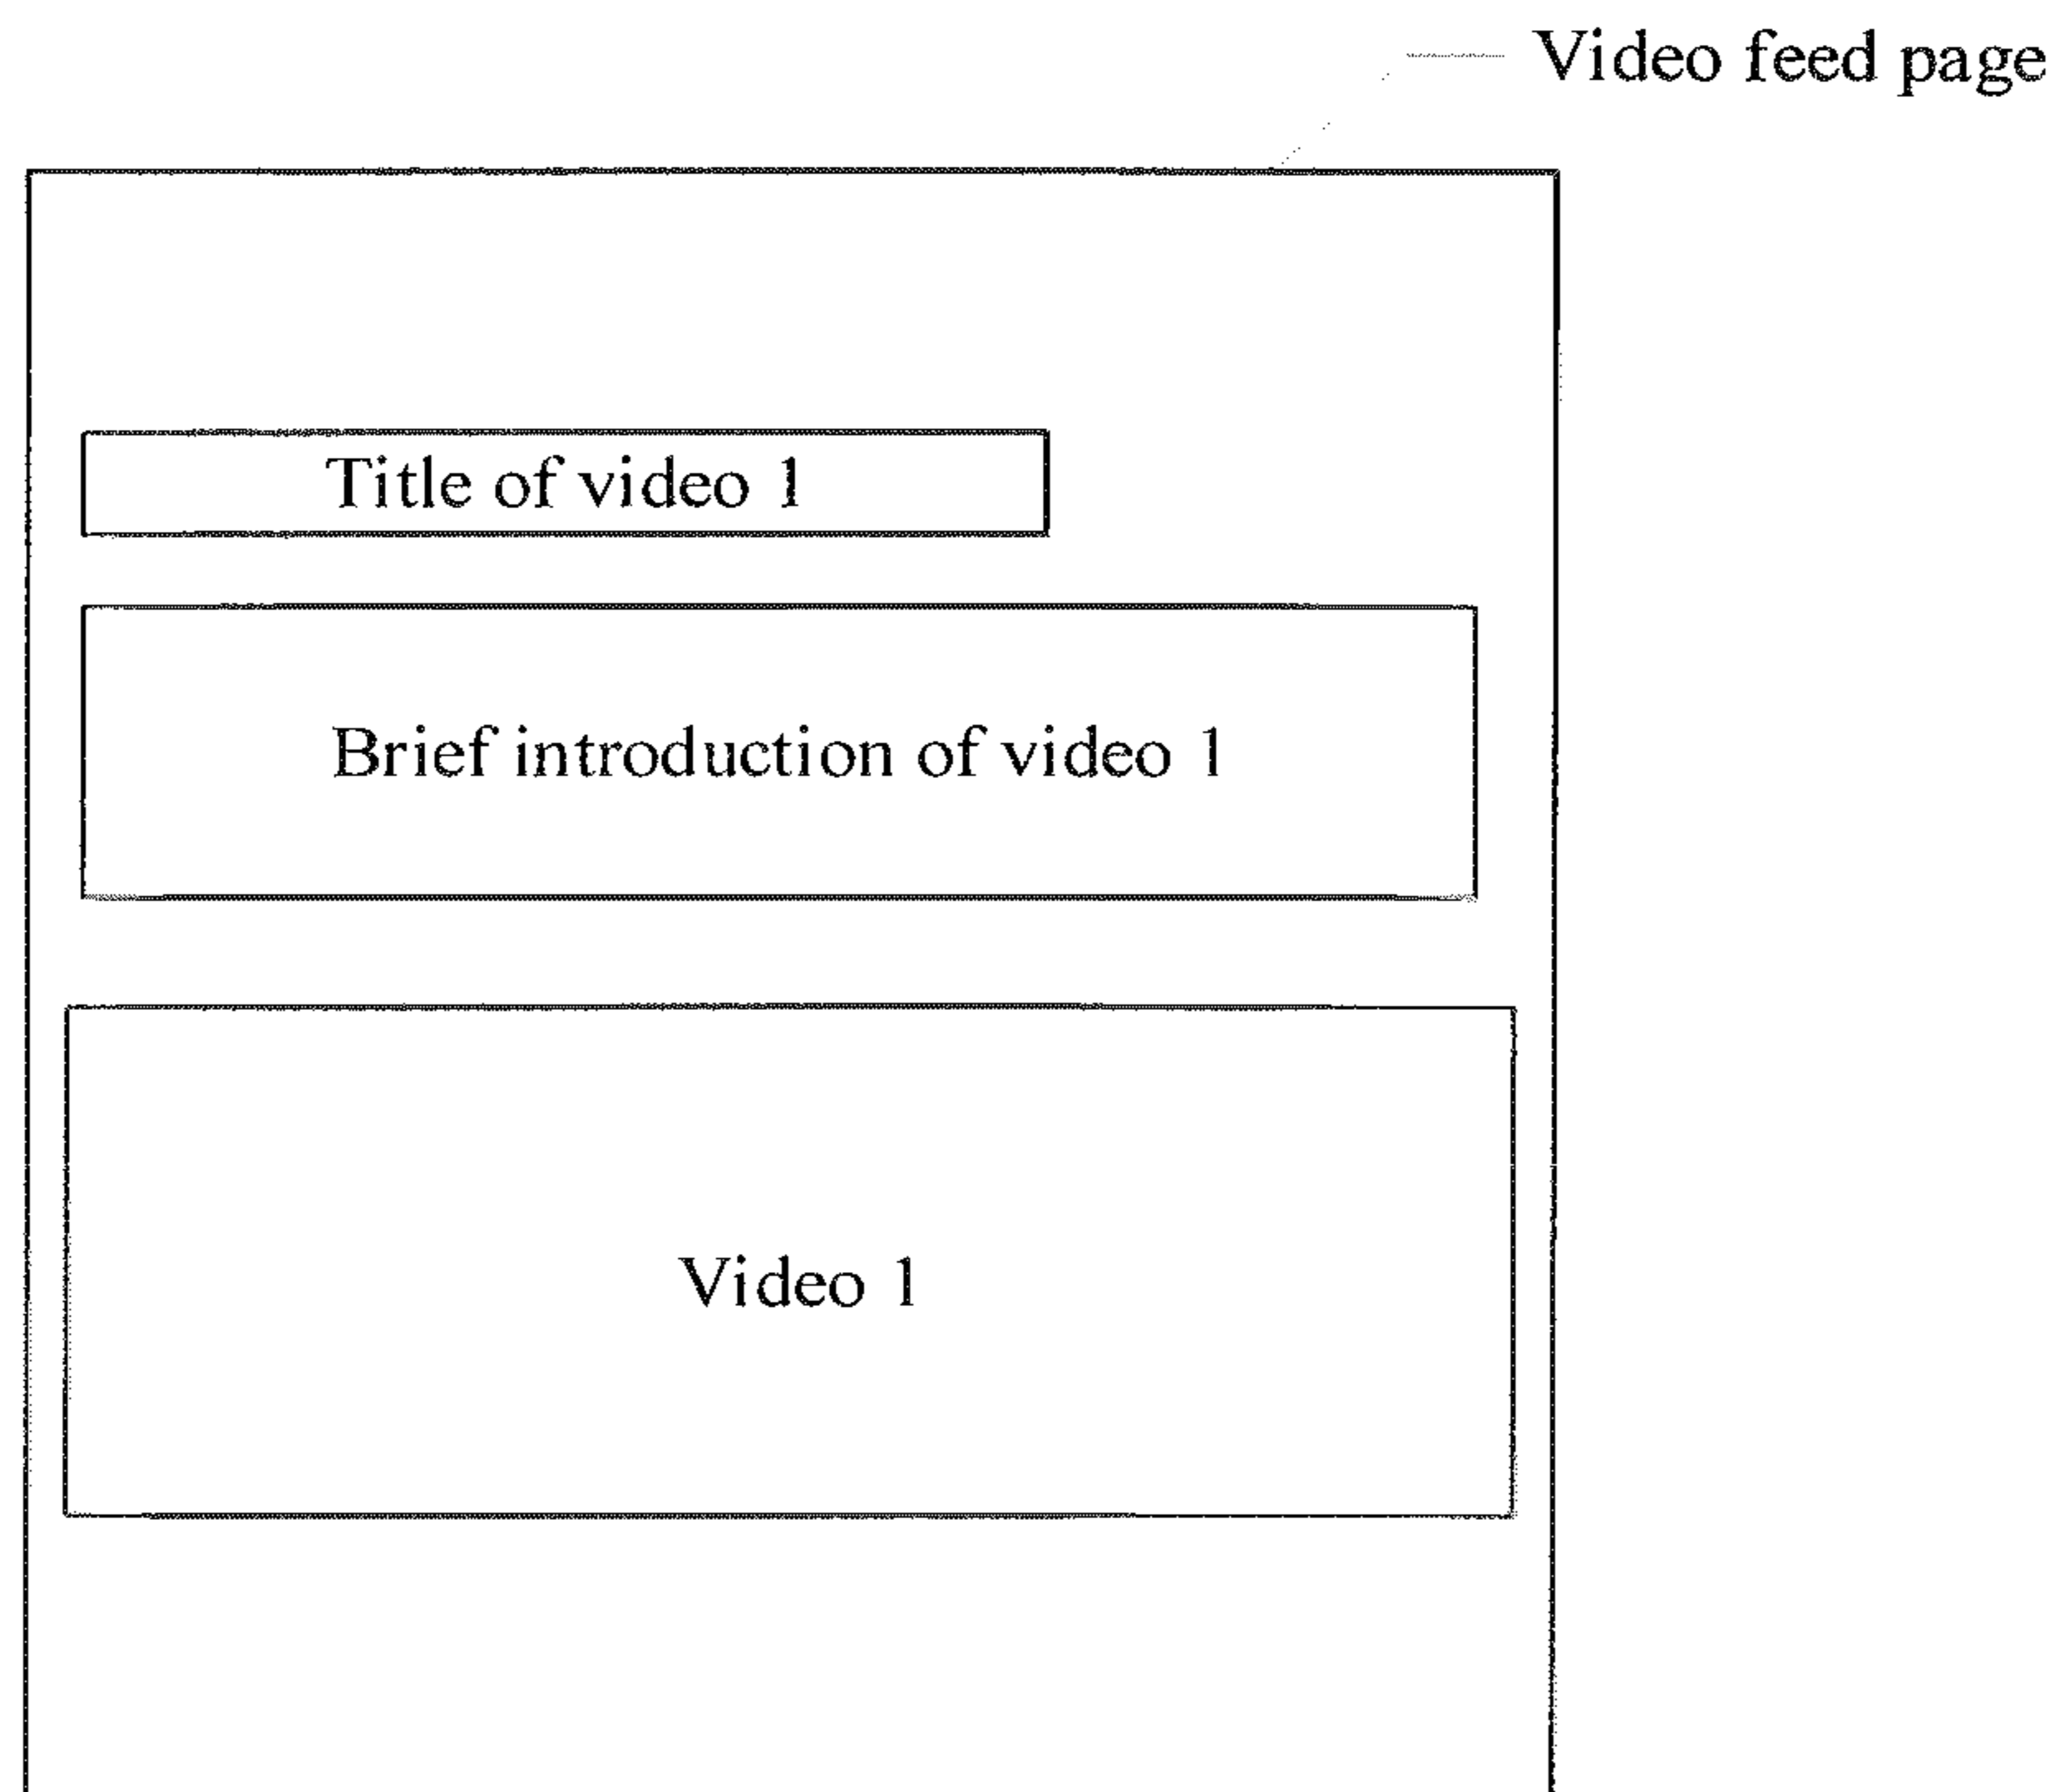 Video feed page
Title of video 1
Brief introduction of video 1
Video 1